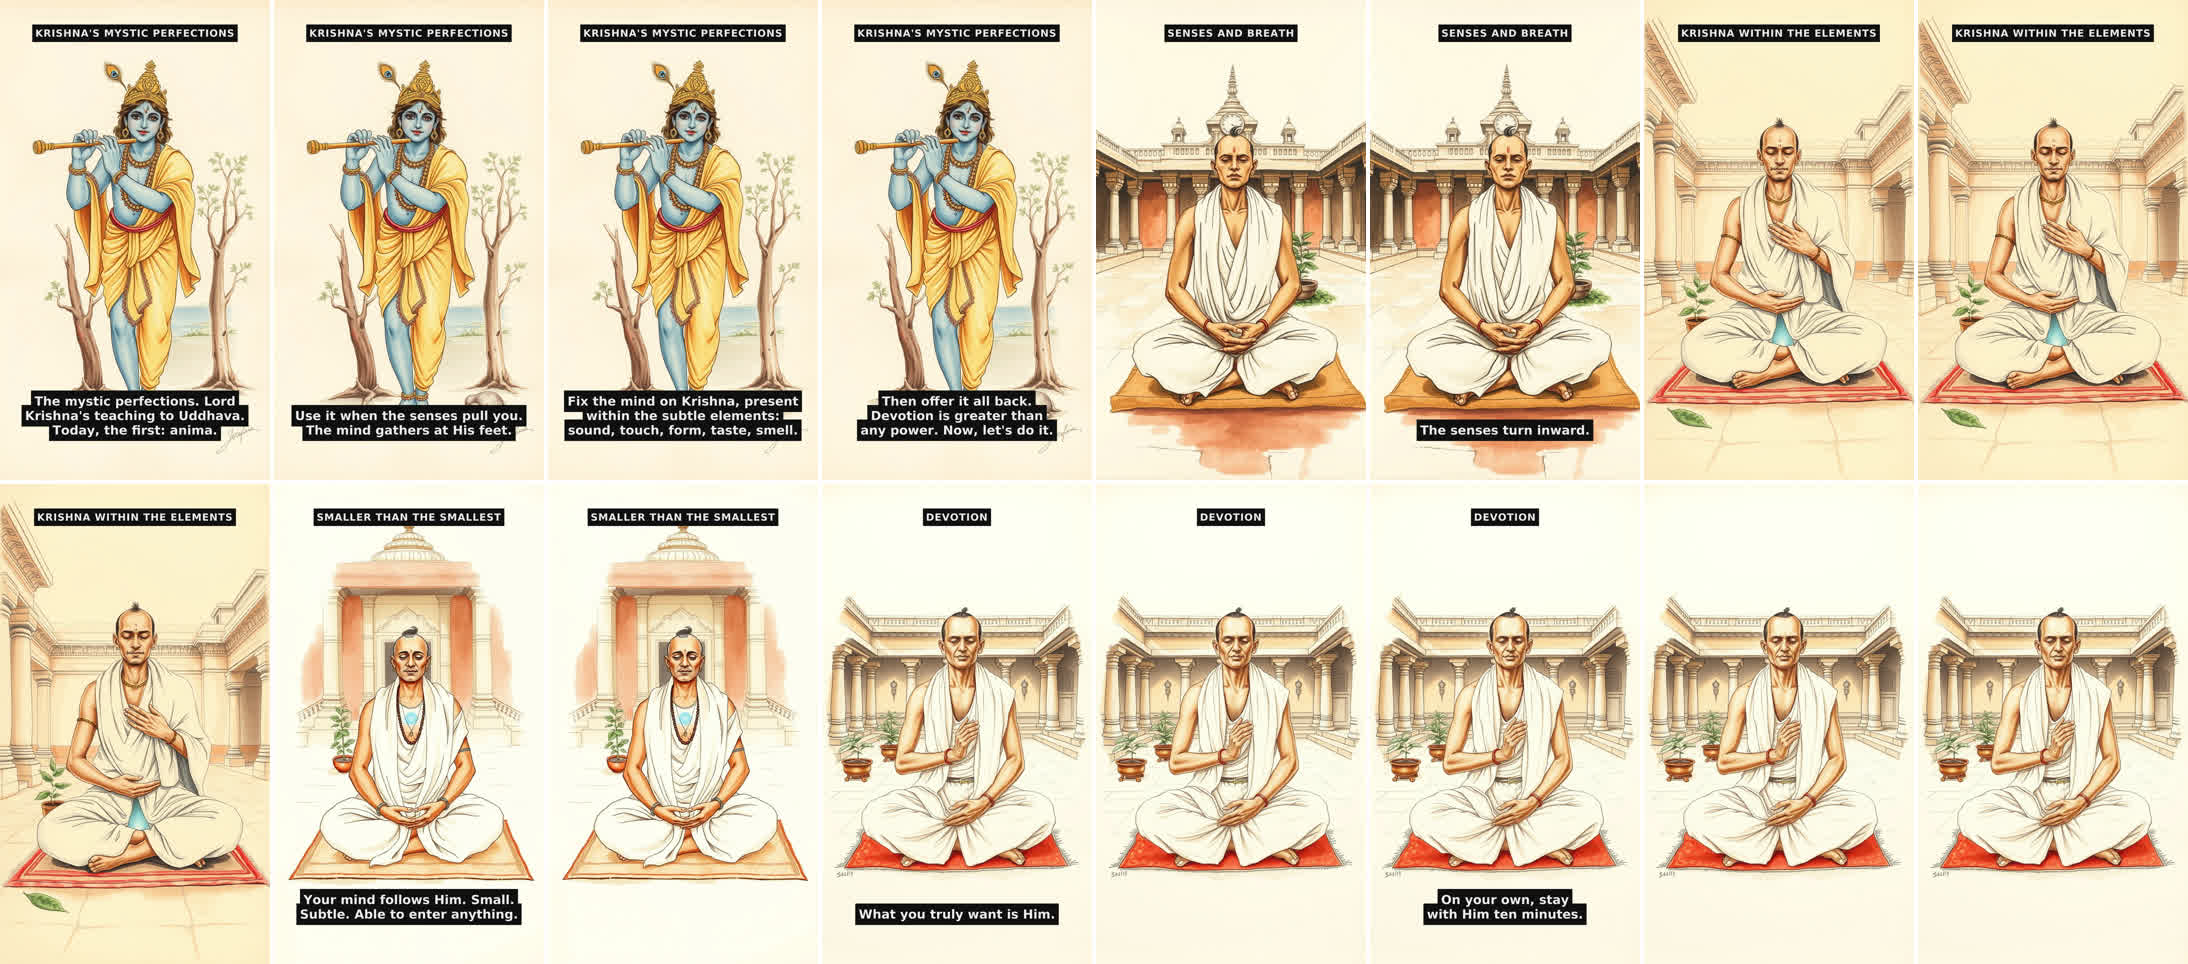 KRISHNA'S MYSTIC PERFECTIONS
The mystic perfections. Lord
Krishna's teaching to Uddhava.
Today, the first: anima.
KRISHNA'S MYSTIC PERFECTIONS
Use it when the senses pull you.
The mind gathers at His feet.
KRISHNA'S MYSTIC PERFECTIONS
Fix the mind on Krishna, present
within the subtle elements:
sound, touch, form, taste, smell.
KRISHNA'S MYSTIC PERFECTIONS
Then offer it all back.
Devotion is greater than
any power. Now, let's do it.
SENSES AND BREATH
SENSES AND BREATH
The senses turn inward.
KRISHNA WITHIN THE ELEMENTS
KRISHNA WITHIN THE ELEMENTS
KRISHNA WITHIN THE ELEMENTS
SMALLER THAN THE SMALLEST
Your mind follows Him. Small.
Subtle. Able to enter anything.
SMALLER THAN THE SMALLEST
DEVOTION
What you truly want is Him.
DEVOTION
DEVOTION
On your own, stay
with Him ten minutes.